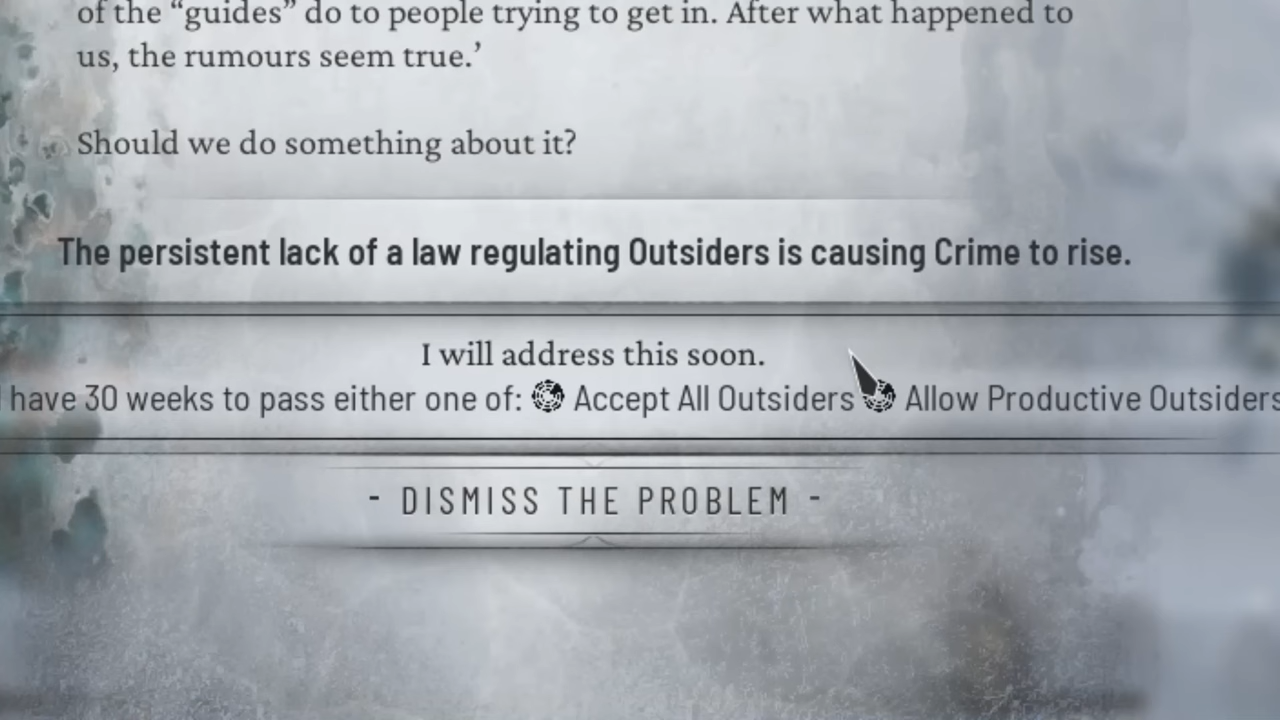 of the “guides” do to people trying to get in. After what happened to
us, the rumours seem true.’
Should we do something about it?
The persistent lack of a law regulating Outsiders is causing Crime to rise.
I will address this soon.
have 30 weeks to pass either one of: Accept All Outsiders Allow Productive Outsiders
- DISMISS THE PROBLEM -